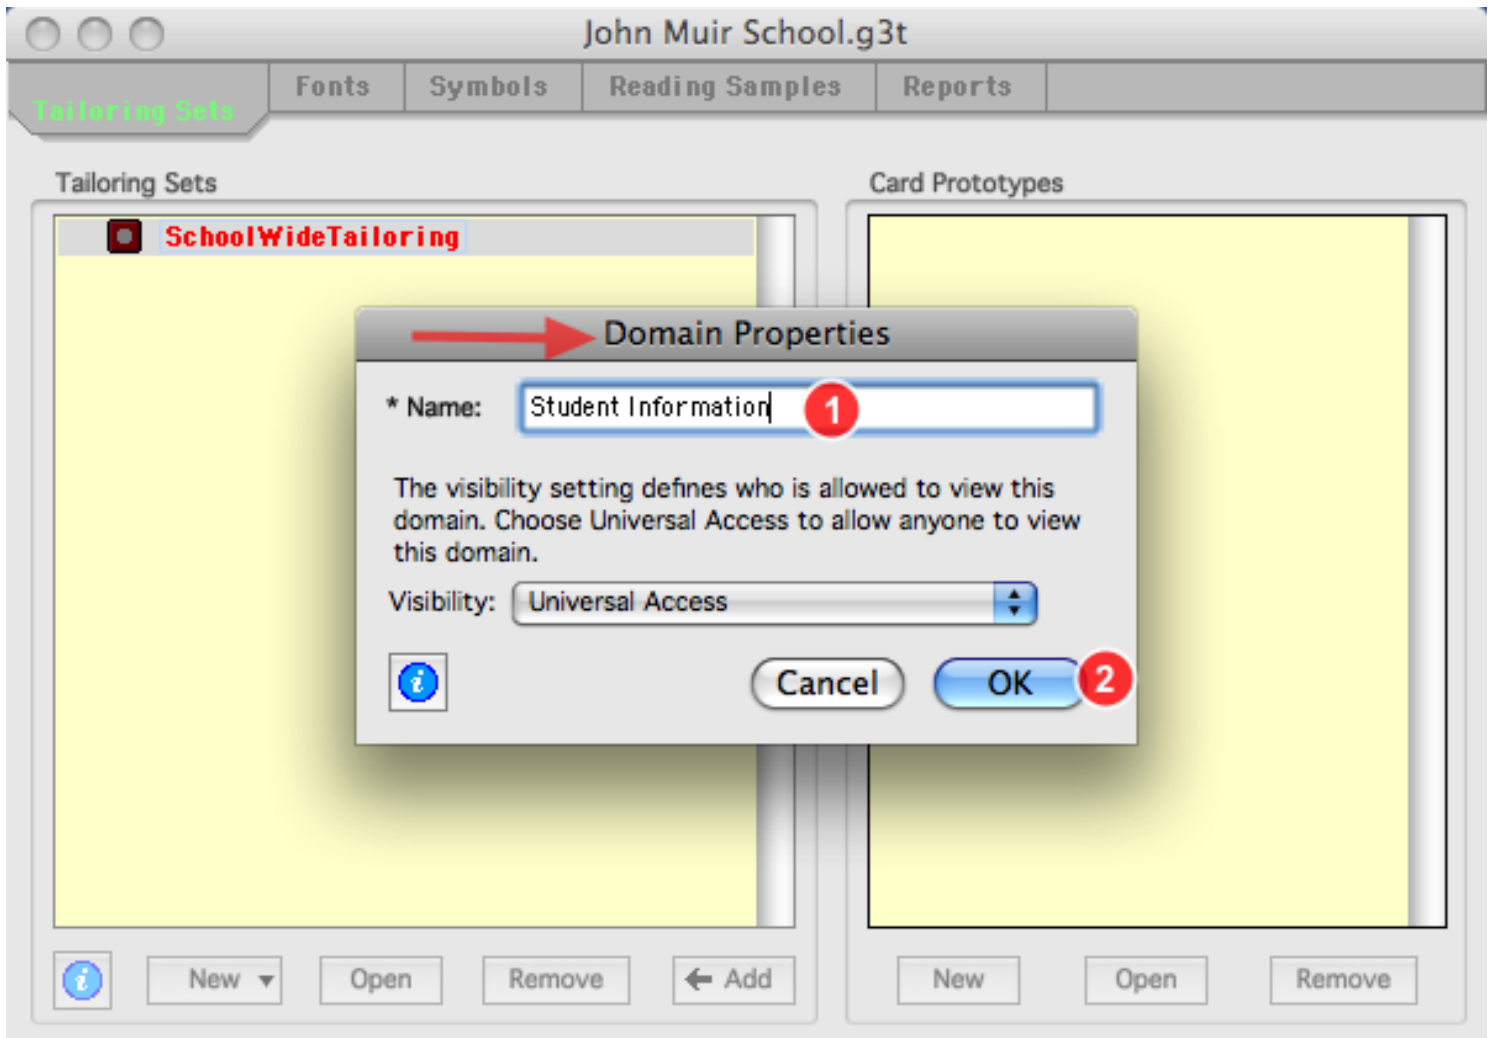 John Muir School.g3t
Tailoring Sets Fonts Symbols Reading Samples Reports
Tailoring Sets
Card Prototypes
SchoolWideTailoring
Domain Properties
* Name: Student Information 1
The visibility setting defines who is allowed to view this
domain. Choose Universal Access to allow anyone to view
this domain.
Visibility: Universal Access
i Cancel OK 2
i New Open Remove Add
New Open Remove